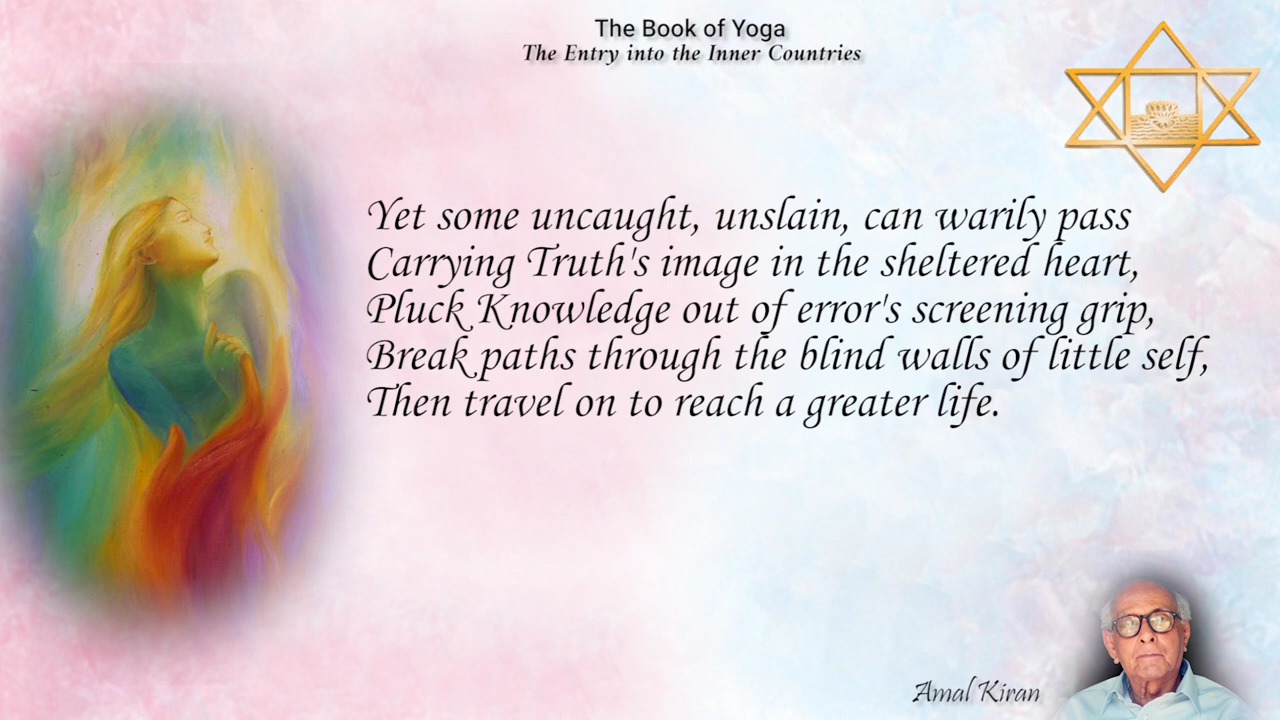 The Book of Yoga
The Entry into the Inner Countries
Yet some uncaught, unslain, can warily pass
Carrying Truth's image in the sheltered heart,
Pluck Knowledge out of error's screening grip,
Break paths through the blind walls of little self,
Then travel on to reach a greater life.
Amal Kiran